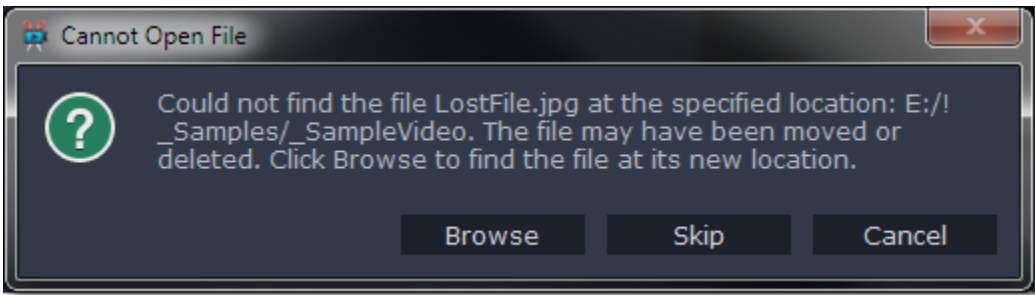 Cannot Open File
Could not find the file LostFile.jpg at the specified location: E:/!
_Samples/_SampleVideo. The file may have been moved or
deleted. Click Browse to find the file at its new location.
Browse Skip Cancel